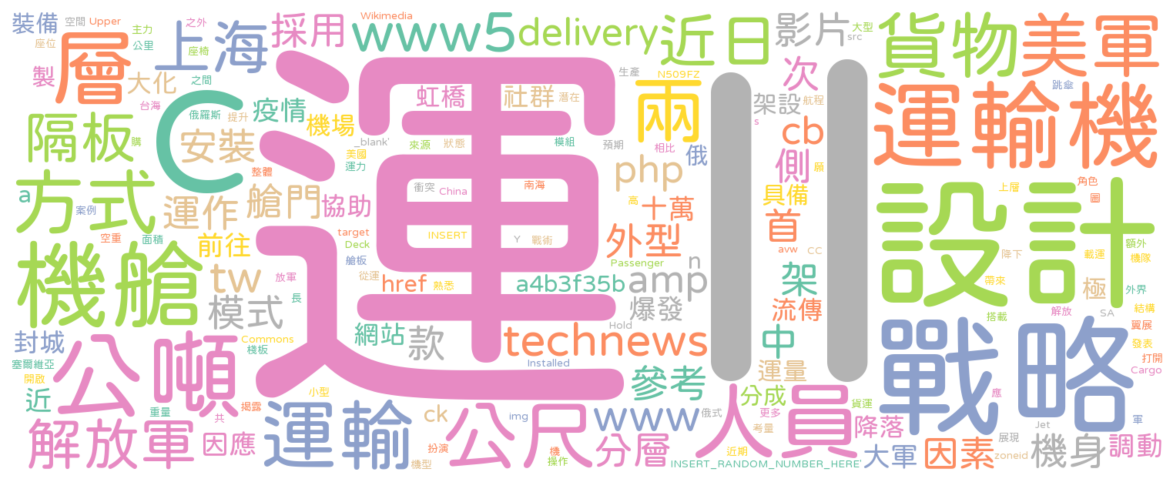 裝備
空間
Upper
主力
Wikimedia
www5
delivery
近日
影片
src
大型
貨物
美軍
座位
公里
之外
座椅
採用
上海
層
製
大化
之間
台海
俄羅斯
提升
疫情
機場
虹橋
社群
潛在
生產
N509FZ
兩
次
架設
航程
跳傘
運輸機
隔板
購
C
安裝
美國
_blank'
來源
狀態
模組
預期
s
相比
俄
側
cb
願
運
||
方式
a
案例
整體
運力
衝突
China
南海
php
具備
上層
角色
圖
運作
艙門
協助
十萬
首
設計
空重
面積
前往
target
INSERT
Y
戰術
高
外型
avw
CC
降下
載運
額外
機隊
機艙
tw
放軍
Deck
艙板
Passenger
n
架
極
帶來
外界
長
從運
href
熟悉
a4b3f35b
amp
流傳
搭載
解放
SA
結構
模式
爆發
翼展
封城
Commons
棧板
網站
款
Hold
technews
中
發表
打開
塞爾維亞
Installed
運量
Cargo
開啟
公噸
參考
戰略
近
小型
分成
人員
更多
貨運
應
重量
共
揭露
ck
img
www
俄式
考量
降落
Jet
展現
軍
解放軍
因應
運輸
扮演
公尺
機
分層
近期
大軍
因素
zoneid
機身
調動
機型
操作
INSERT_RANDOM_NUMBER_HERE'